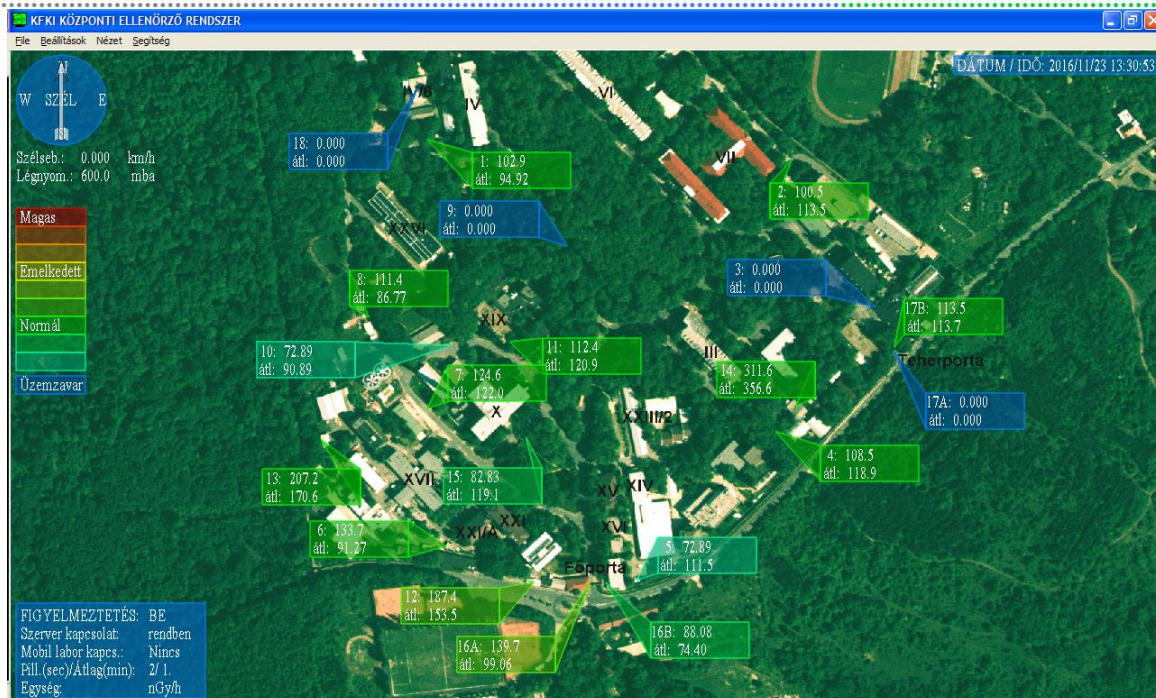 KFKI KÖZPONTI ELLENÖRZŐ RENDSZER
File Beállítások Nézet Segítség
DÁTUM / IDŐ: 2016/11/23 13:30:53
N
W SZÉL E
Szélseb.: 0.000 km/h
Légnyom.: 600.0 mba
Magas
Emelkedett
Normál
Üzemzavar
IV/6
IV
VI
VII
18: 0.000
átl: 0.000
1: 102.9
átl: 94.92
2: 100.5
átl: 113.5
9: 0.000
átl: 0.000
XXVI
3: 0.000
átl: 0.000
8: 111.4
átl: 86.77
17B: 113.5
átl: 113.7
XIX
III
Teherporta
10: 72.89
átl: 90.89
11: 112.4
átl: 120.9
7: 124.6
átl: 122.0
14: 311.6
átl: 356.6
X
XXIII/2
17A: 0.000
átl: 0.000
4: 108.5
átl: 118.9
13: 207.2
átl: 170.6
XVII
15: 82.83
átl: 119.1
XV
XIV
6: 133.7
átl: 91.27
XXI/A
XXI
XVI
Főporta
5: 72.89
átl: 111.5
12: 187.4
átl: 153.5
16A: 139.7
átl: 99.06
16B: 88.08
átl: 74.40
FIGYELMEZTETÉS: BE
Szerver kapcsolat: rendben
Mobil labor kapcs.: Nincs
Pill.(sec)/Átlag(min): 2/ 1.
Egység: nGy/h